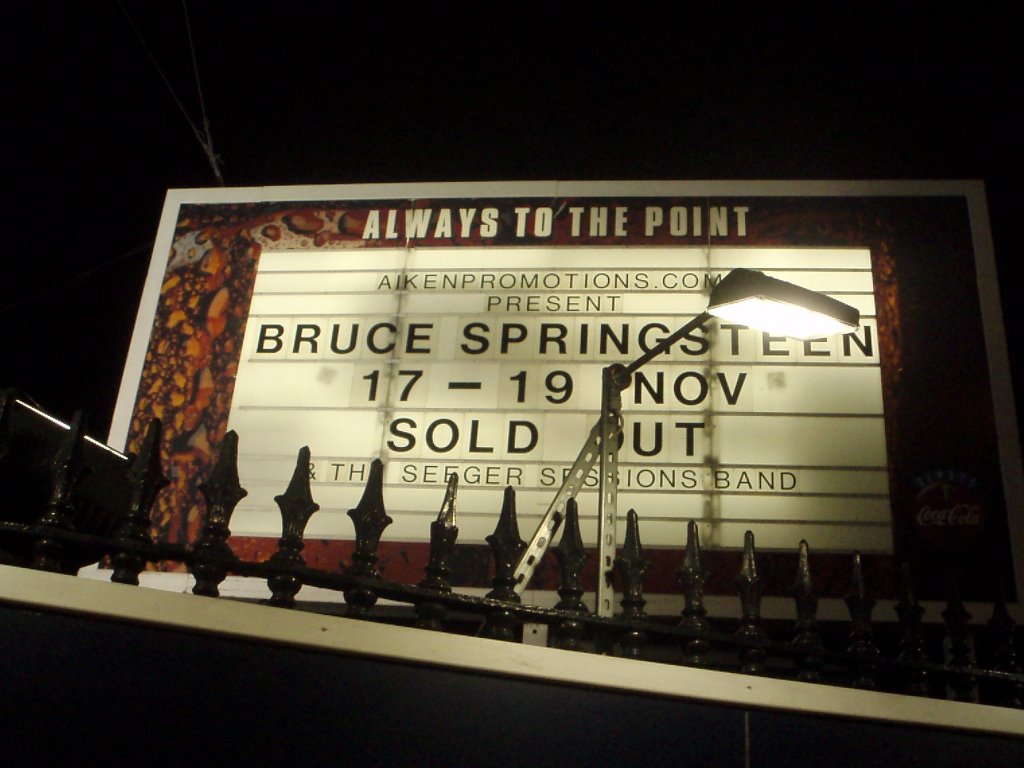 ALWAYS TO THE POINT
AIKENPROMOTIONS.COM
PRESENT
BRUCE SPRINGSTEEN
17 - 19 NOV
SOLD OUT
& THE SEEGER SESSIONS BAND
ALWAYS
Coca-Cola